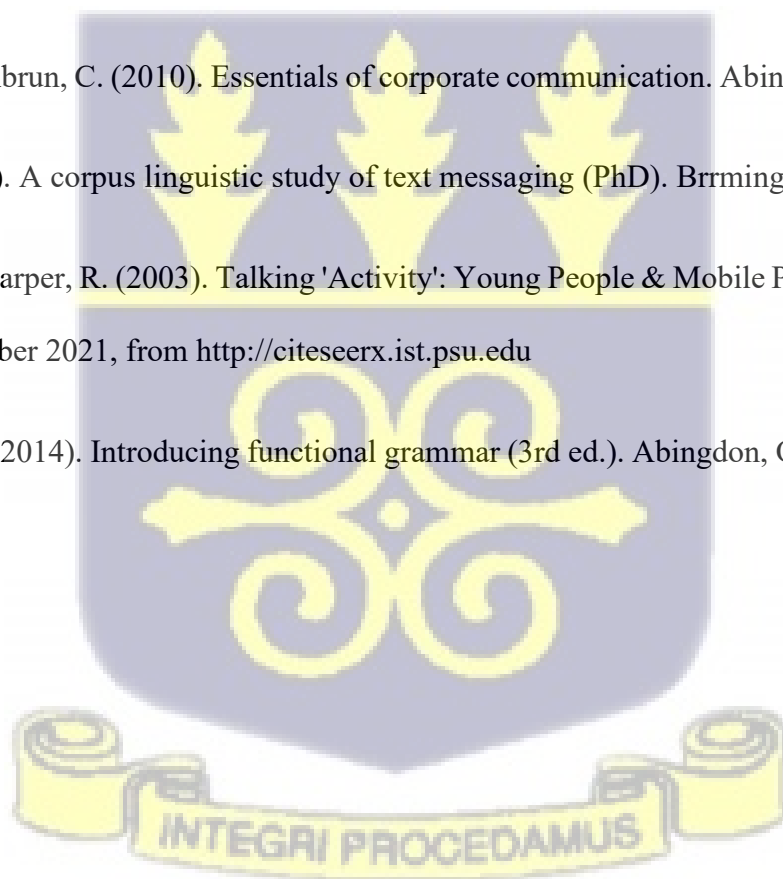 brun, C. (2010). Essentials of corporate communication. Abin
). A corpus linguistic study of text messaging (PhD). Brrming
arper, R. (2003). Talking 'Activity': Young People & Mobile P
ber 2021, from http://citeseerx.ist.psu.edu
2014). Introducing functional grammar (3rd ed.). Abingdon, O
INTEGRI PROCEDAMUS